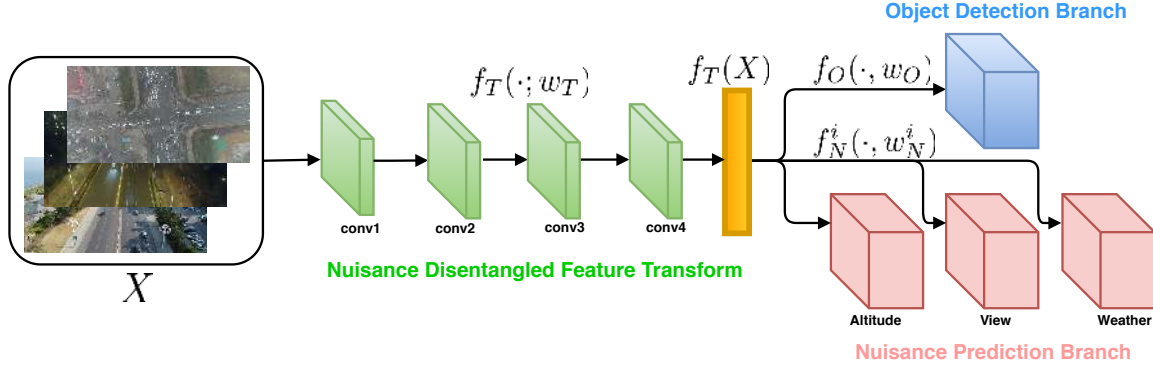 Object Detection Branch
f_T(·; w_T)
f_T(X)
f_O(·, w_O)
f_N^i(·, w_N^i)
conv1
conv2
conv3
conv4
Nuisance Disentangled Feature Transform
X
Altitude
View
Weather
Nuisance Prediction Branch